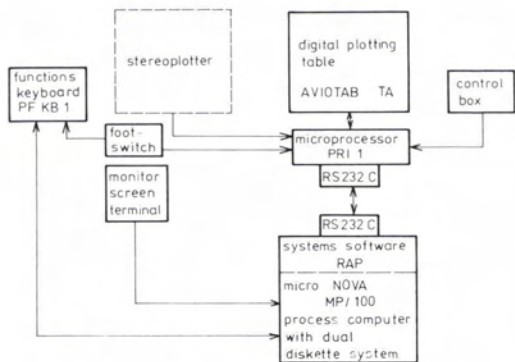 stereoplotter
digital plotting
table
AVIOTAB TA
functions
keyboard
PF KB 1
control
box
foot-
switch
microprocessor
PRI 1
RS232 C
monitor
screen
terminal
RS232 C
systems software
RAP
micro NOVA
MP/100
process computer
with dual
diskette system